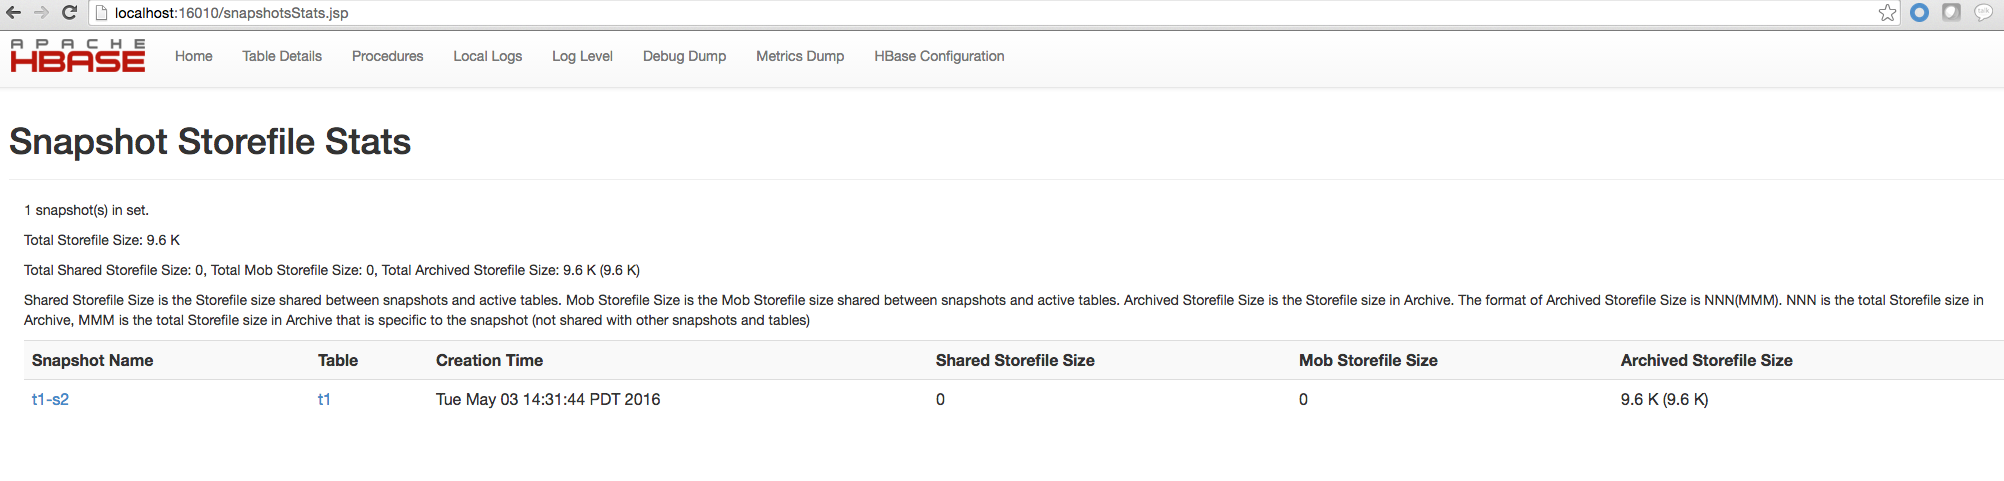 localhost:16010/snapshotsStats.jsp
talk
APACHE
HBASE
Home Table Details Procedures Local Logs Log Level Debug Dump Metrics Dump HBase Configuration
Snapshot Storefile Stats
1 snapshot(s) in set.
Total Storefile Size: 9.6 K
Total Shared Storefile Size: 0, Total Mob Storefile Size: 0, Total Archived Storefile Size: 9.6 K (9.6 K)
Shared Storefile Size is the Storefile size shared between snapshots and active tables. Mob Storefile Size is the Mob Storefile size shared between snapshots and active tables. Archived Storefile Size is the Storefile size in Archive. The format of Archived Storefile Size is NNN(MMM). NNN is the total Storefile size in
Archive, MMM is the total Storefile size in Archive that is specific to the snapshot (not shared with other snapshots and tables)
Snapshot Name Table Creation Time Shared Storefile Size Mob Storefile Size Archived Storefile Size
t1-s2 t1 Tue May 03 14:31:44 PDT 2016 0 0 9.6 K (9.6 K)